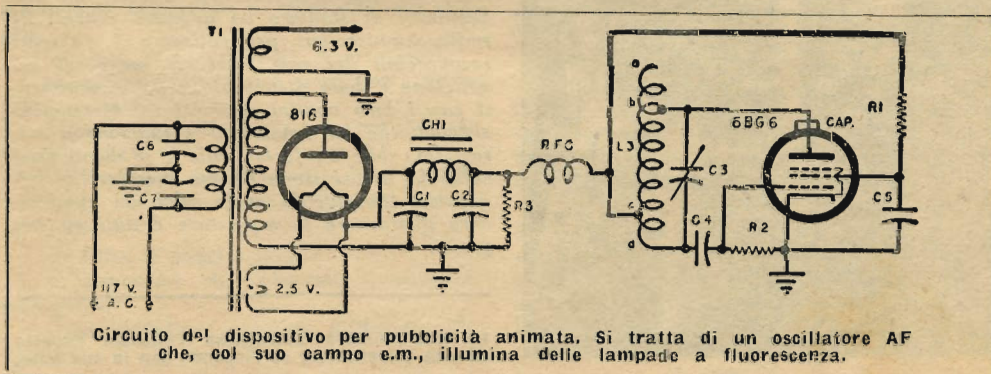 T1
6.3 V.
816
CH1
C6
C7
C1
C2
R3
2.5 V.
117 V.
A.C.
RFC
a
b
L3
c
d
C3
C4
6BG6
CAP.
R1
R2
C5
Circuito del dispositivo per pubblicità animata. Si tratta di un oscillatore AF
che, col suo campo e.m., illumina delle lampade a fluorescenza.